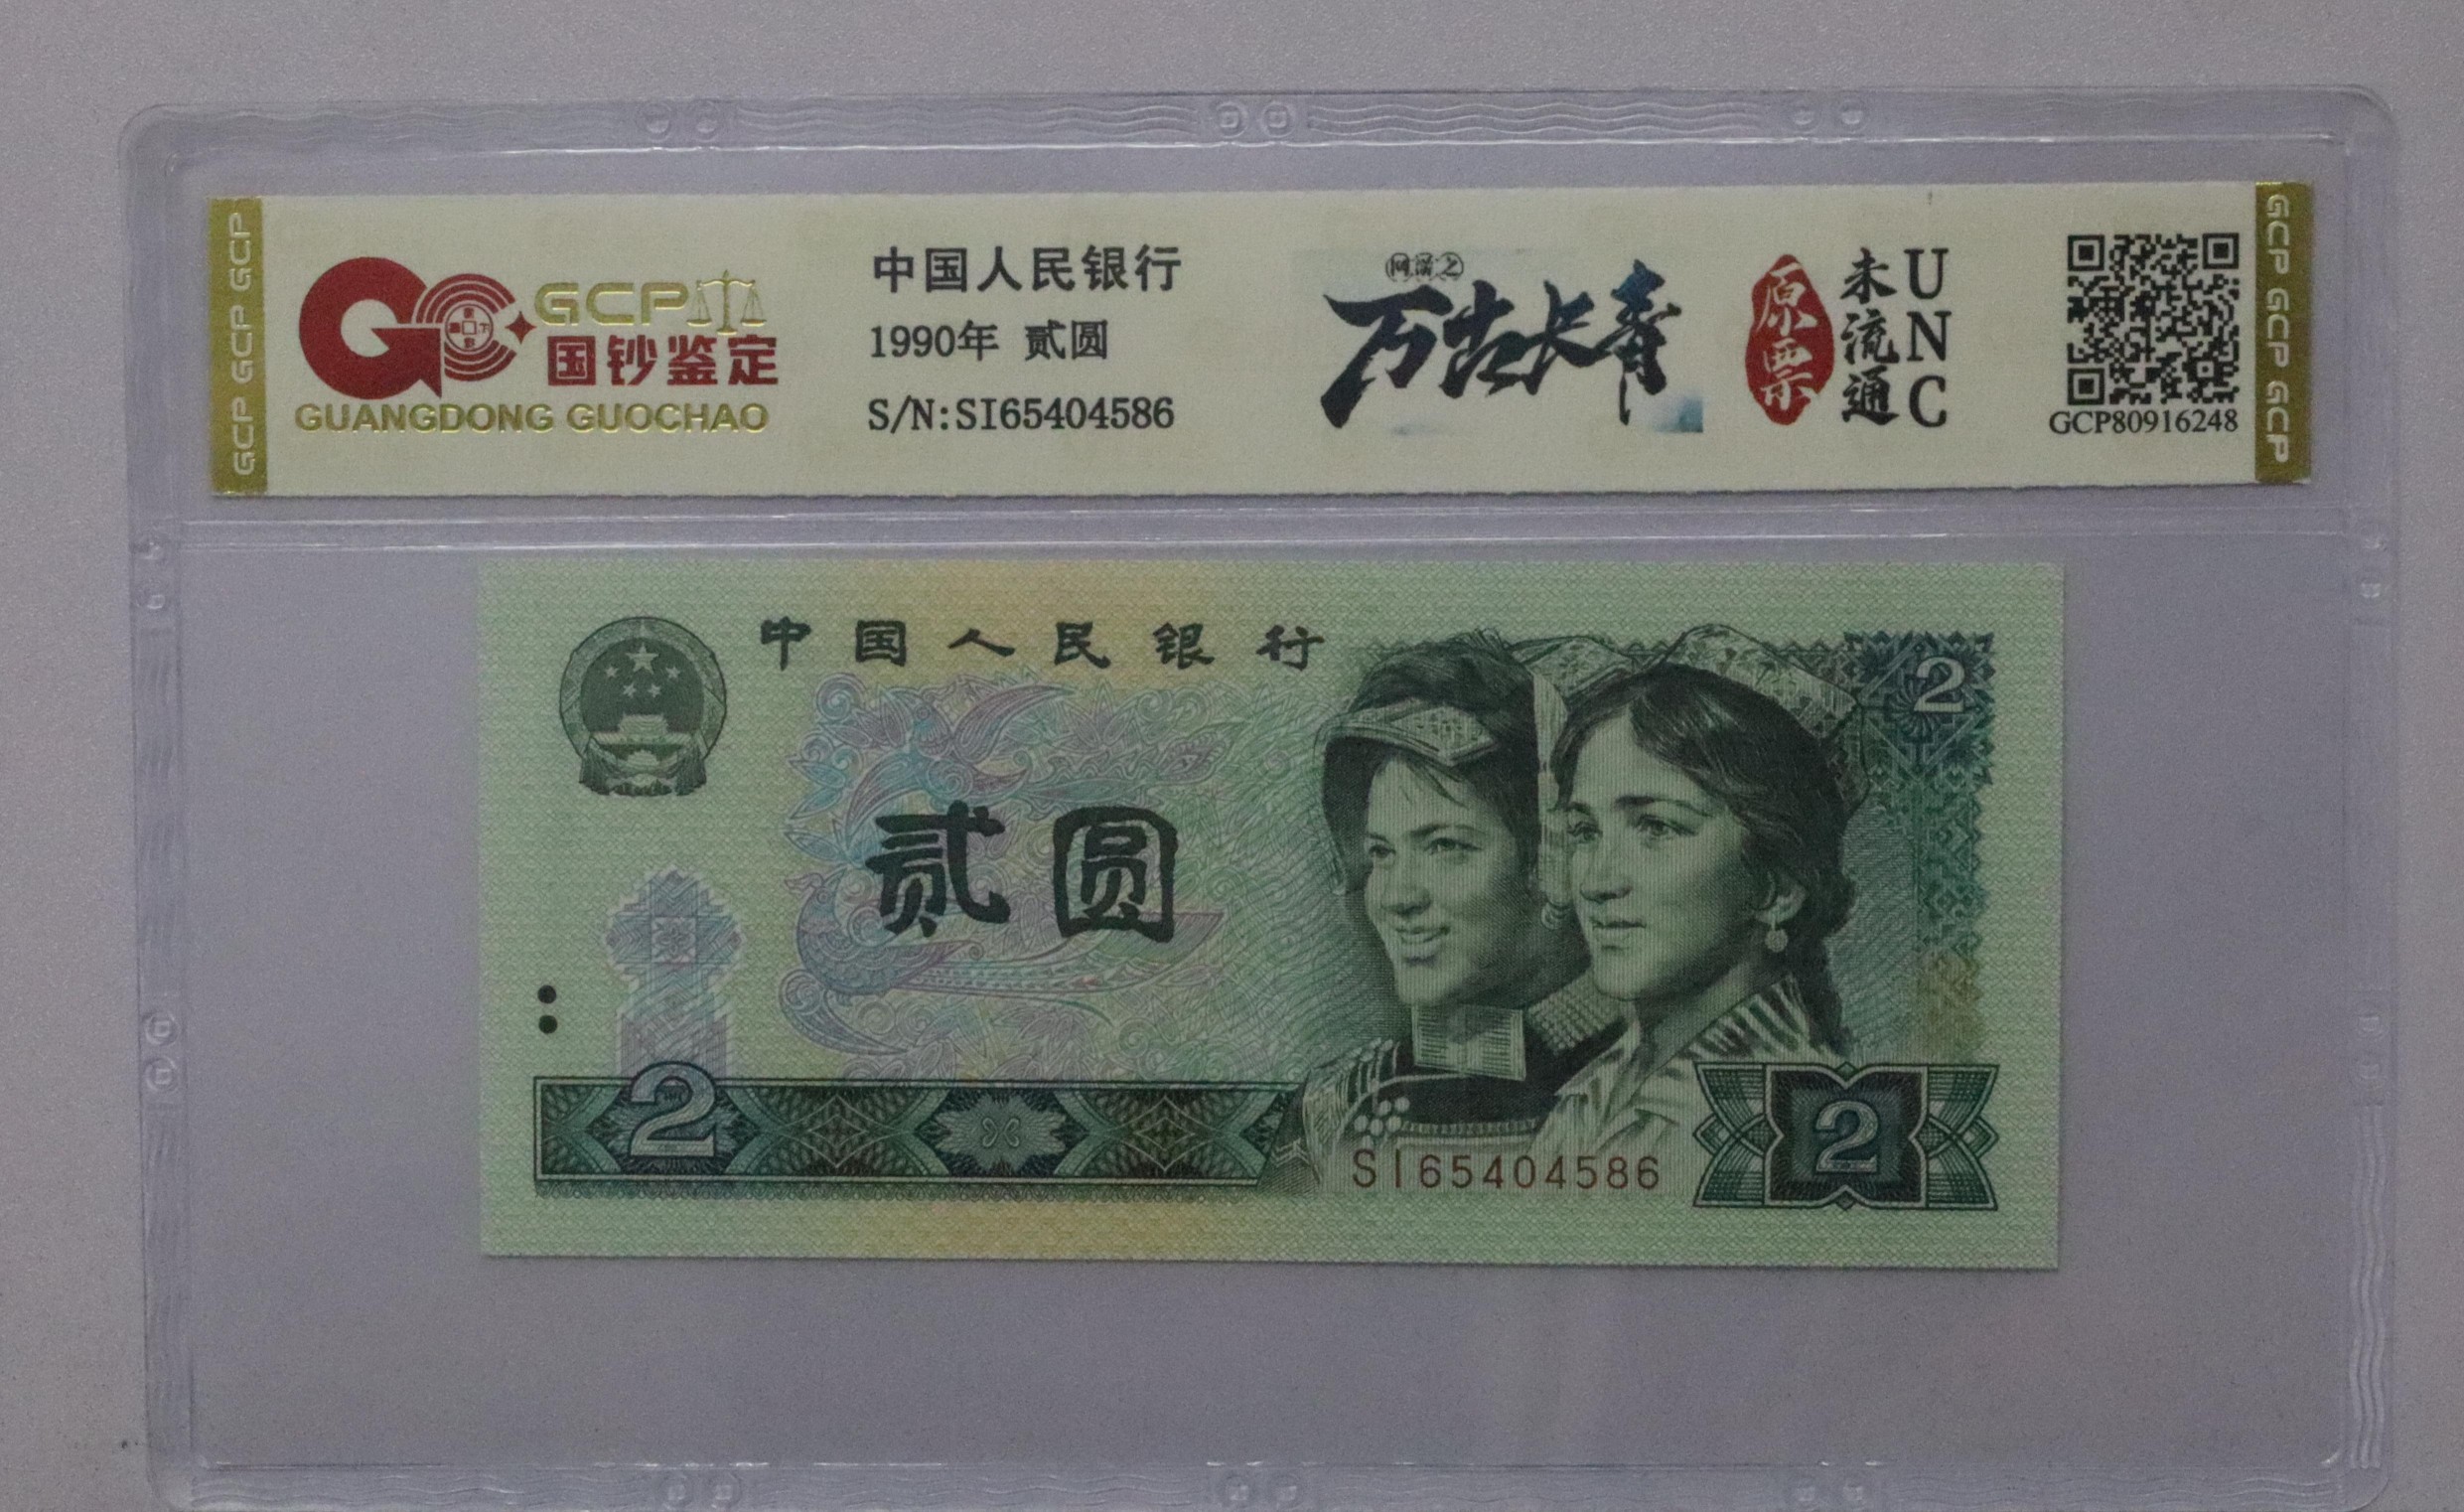 GCP GCP GCP
GCP
国钞鉴定
GUANGDONG GUOCHAO
中国人民银行
1990年 贰圆
S/N:SI65404586
万古长青
原票
未流通
UNC
GCP80916248
GCP GCP GCP
中国人民银行
2
贰圆
2
SI65404586
2